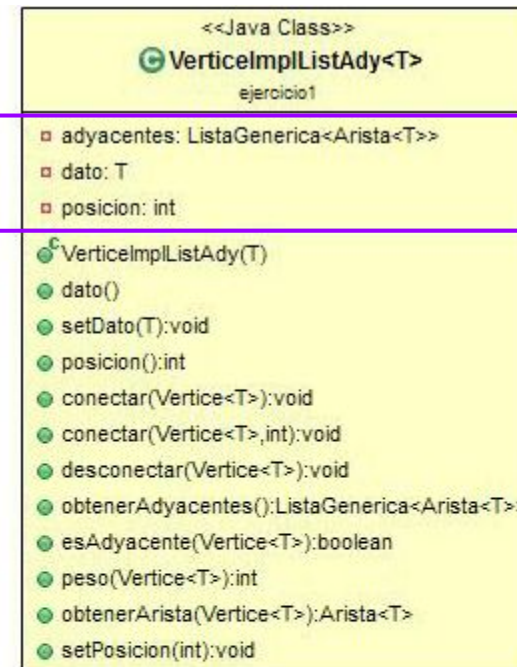 <<Java Class>>
VerticeImplListAdy<T>
ejercicio1
adyacentes: ListaGenerica<Arista<T>>
dato: T
posicion: int
VerticeImplListAdy(T)
dato()
setDato(T):void
posicion():int
conectar(Vertice<T>):void
conectar(Vertice<T>,int):void
desconectar(Vertice<T>):void
obtenerAdyacentes():ListaGenerica<Arista<T>
esAdyacente(Vertice<T>):boolean
peso(Vertice<T>):int
obtenerArista(Vertice<T>):Arista<T>
setPosicion(int):void